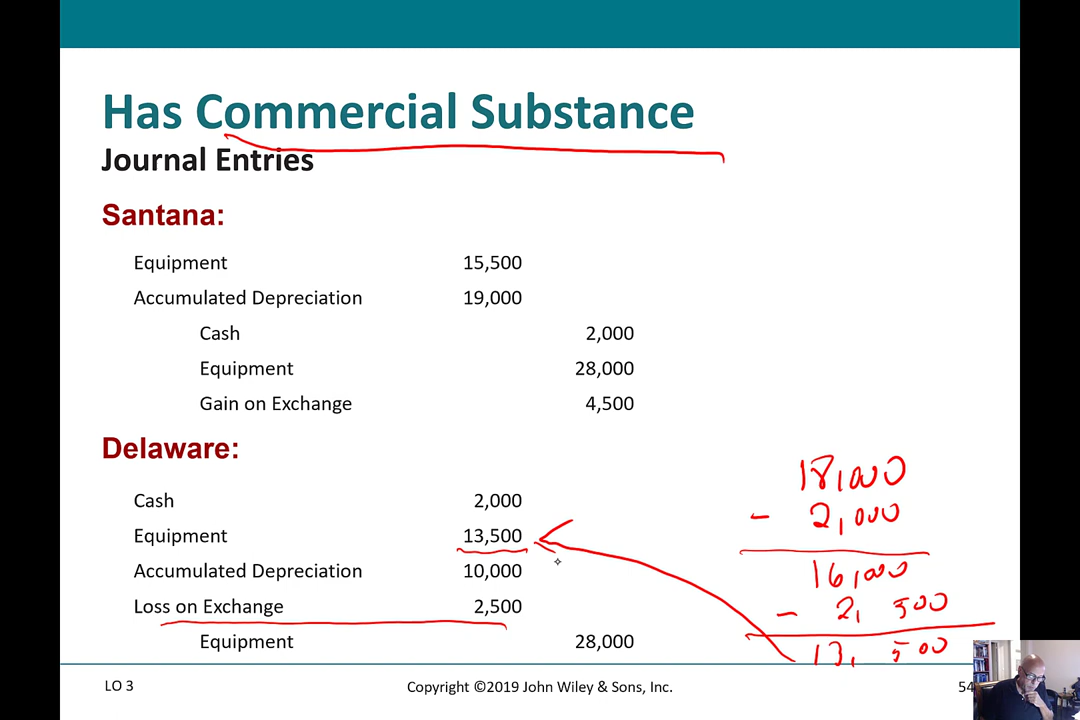 Has Commercial Substance
Journal Entries
Santana:
Equipment 15,500
Accumulated Depreciation 19,000
Cash 2,000
Equipment 28,000
Gain on Exchange 4,500
Delaware:
Cash 2,000
Equipment 13,500
Accumulated Depreciation 10,000
Loss on Exchange 2,500
Equipment 28,000
18,000
- 2,000
16,000
- 2,500
13,500
LO 3 Copyright ©2019 John Wiley & Sons, Inc. 54